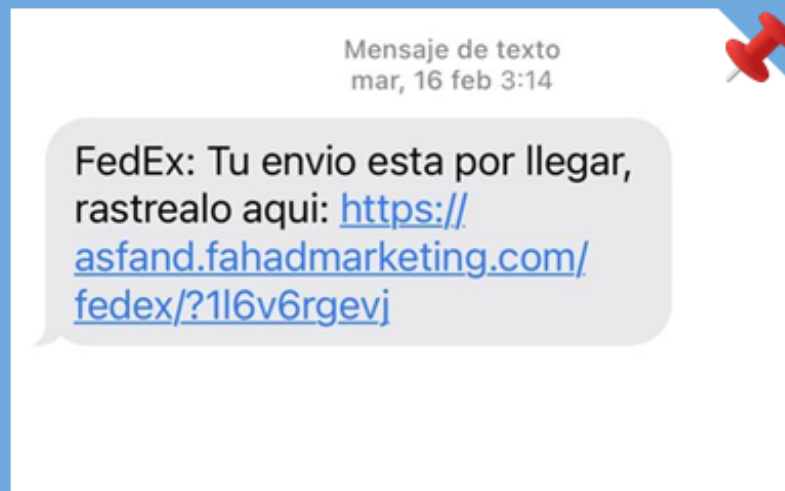 Mensaje de texto
mar, 16 feb 3:14
FedEx: Tu envio esta por llegar,
rastrealo aqui: https://
asfand.fahadmarketing.com/
fedex/?1l6v6rgevj